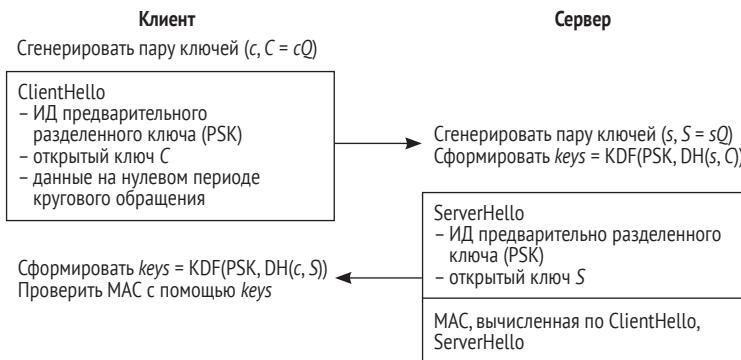 Клиент
Сервер
Сгенерировать пару ключей (c, C = cQ)
ClientHello
– ИД предварительного
разделенного ключа (PSK)
– открытый ключ C
– данные на нулевом периоде
кругового обращения
Сгенерировать пару ключей (s, S = sQ)
Сформировать keys = KDF(PSK, DH(s, C))
ServerHello
– ИД предварительно разделенного
ключа (PSK)
– открытый ключ S
Сформировать keys = KDF(PSK, DH(c, S))
Проверить MAC с помощью keys
MAC, вычисленная по ClientHello,
ServerHello